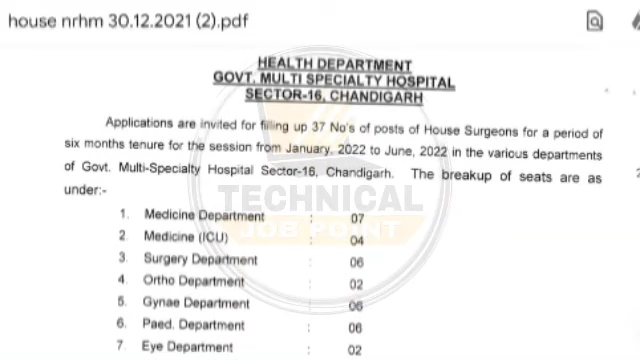 house nrhm 30.12.2021 (2).pdf
HEALTH DEPARTMENT
GOVT. MULTI SPECIALTY HOSPITAL
SECTOR-16, CHANDIGARH
Applications are invited for filling up 37 No's of posts of House Surgeons for a period of
six months tenure for the session from January, 2022 to June, 2022 in the various departments
of Govt. Multi-Specialty Hospital Sector-16, Chandigarh. The breakup of seats are as
under:-
TECHNICAL
JOB POINT
1. Medicine Department : 07
2. Medicine (ICU) : 04
3. Surgery Department : 06
4. Ortho Department : 02
5. Gynae Department : 06
6. Paed. Department : 06
7. Eye Department : 02